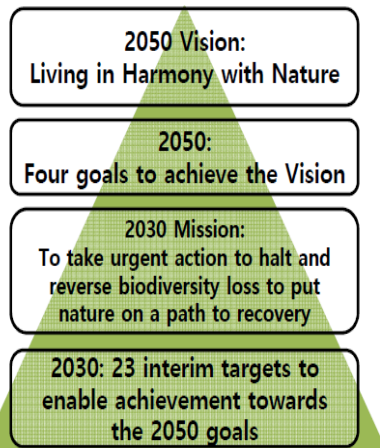 2050 Vision:
Living in Harmony with Nature
2050:
Four goals to achieve the Vision
2030 Mission:
To take urgent action to halt and
reverse biodiversity loss to put
nature on a path to recovery
2030: 23 interim targets to
enable achievement towards
the 2050 goals